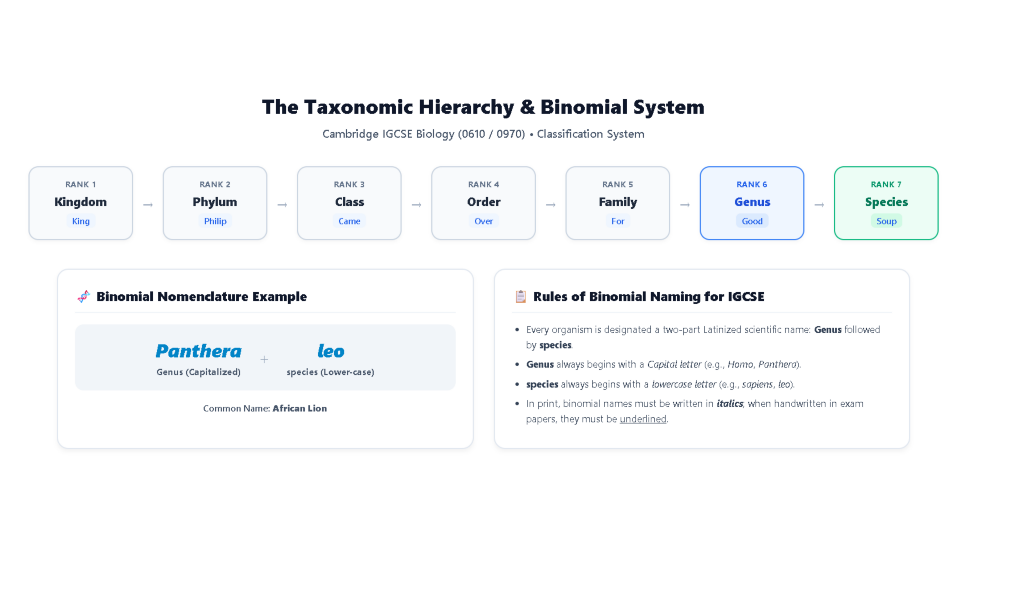 The Taxonomic Hierarchy & Binomial System
Cambridge IGCSE Biology (0610 / 0970) • Classification System
RANK 1
Kingdom
King
→
RANK 2
Phylum
Philip
→
RANK 3
Class
Came
→
RANK 4
Order
Over
→
RANK 5
Family
For
→
RANK 6
Genus
Good
→
RANK 7
Species
Soup
🧬 Binomial Nomenclature Example
Panthera + leo
Genus (Capitalized) species (Lower-case)
Common Name: African Lion
📋 Rules of Binomial Naming for IGCSE
• Every organism is designated a two-part Latinized scientific name: Genus followed
by species.
• Genus always begins with a Capital letter (e.g., Homo, Panthera).
• species always begins with a lowercase letter (e.g., sapiens, leo).
• In print, binomial names must be written in italics; when handwritten in exam
papers, they must be underlined.